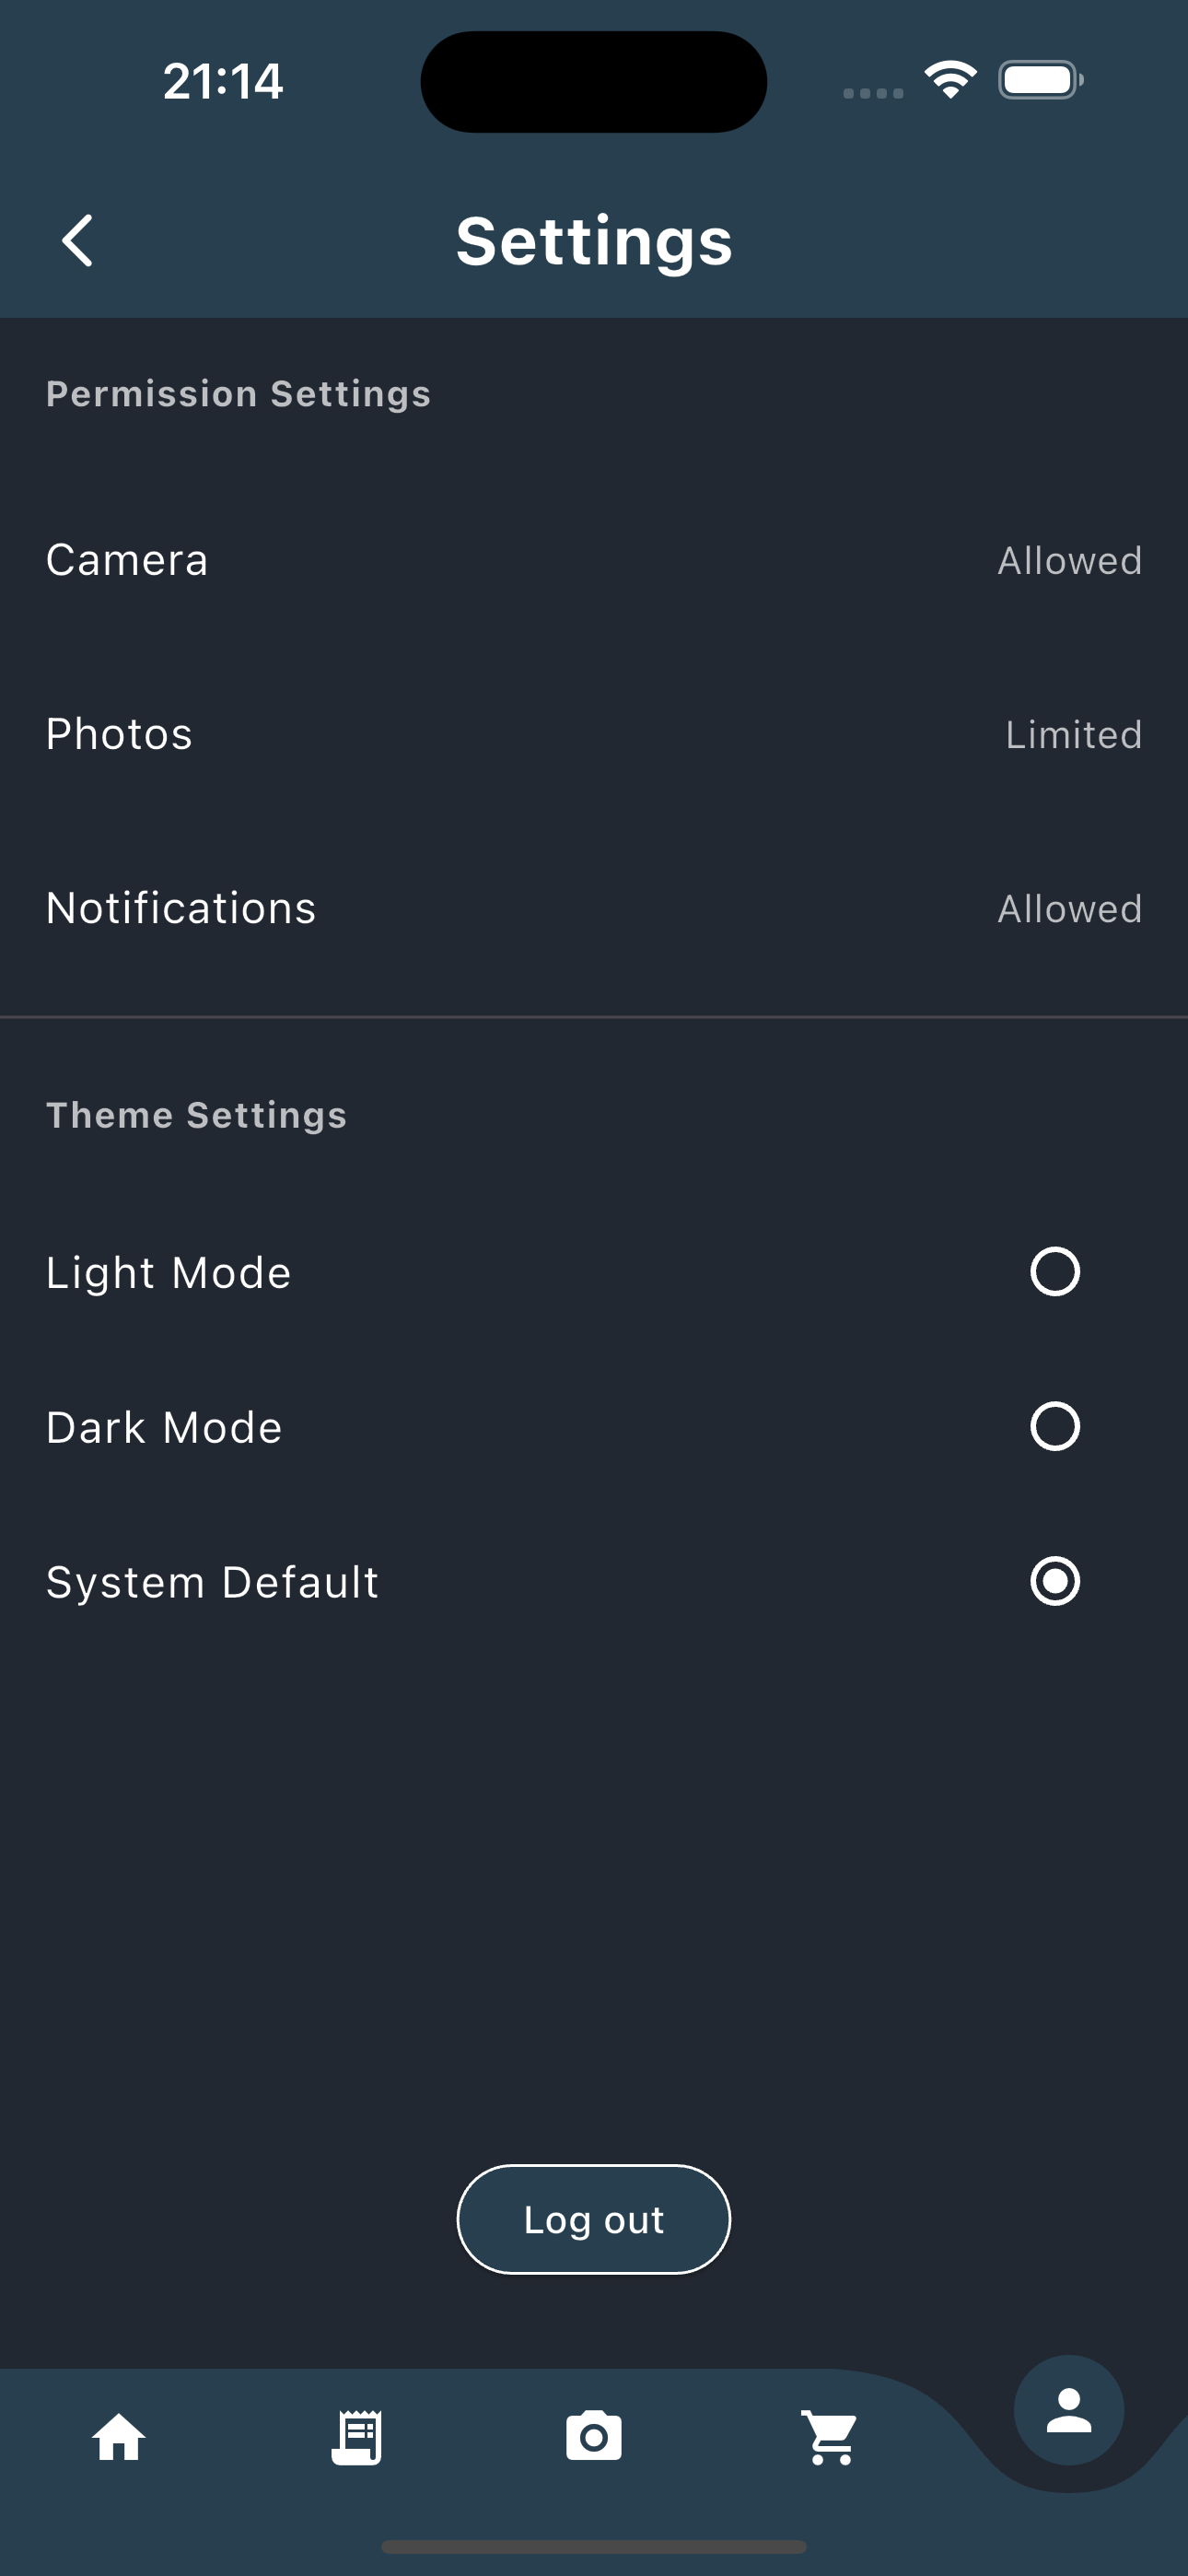 21:14
Settings
Permission Settings
Camera Allowed
Photos Limited
Notifications Allowed
Theme Settings
Light Mode
Dark Mode
System Default
Log out